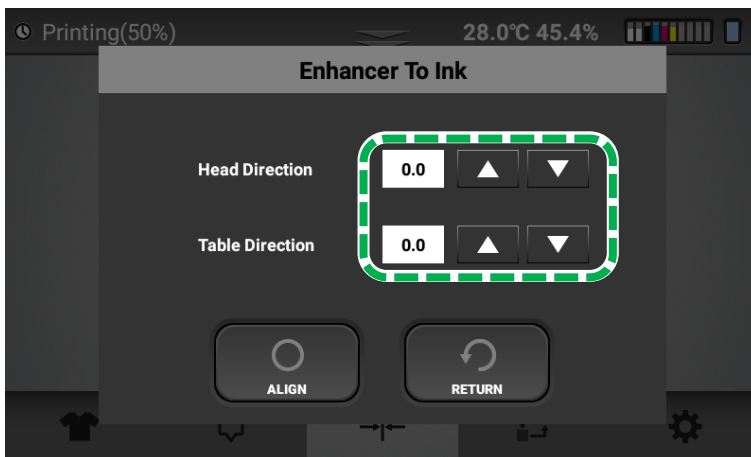 Printing(50%) 28.0℃ 45.4%
Enhancer To Ink
Head Direction 0.0
Table Direction 0.0
ALIGN RETURN